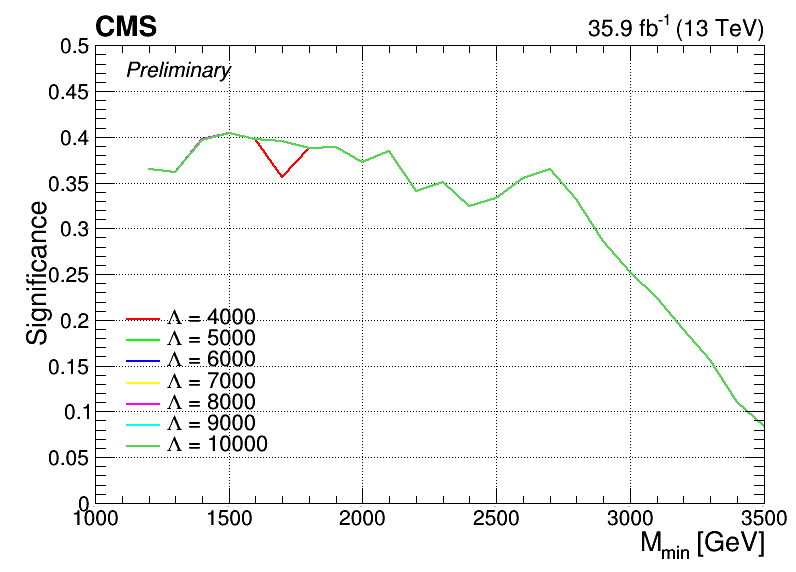 CMS 35.9 fb-1 (13 TeV)
Preliminary
Significance
0.5
0.45
0.4
0.35
0.3
0.25
0.2
0.15
0.1
0.05
0
Λ = 4000
Λ = 5000
Λ = 6000
Λ = 7000
Λ = 8000
Λ = 9000
Λ = 10000
1000 1500 2000 2500 3000 3500
Mmin [GeV]